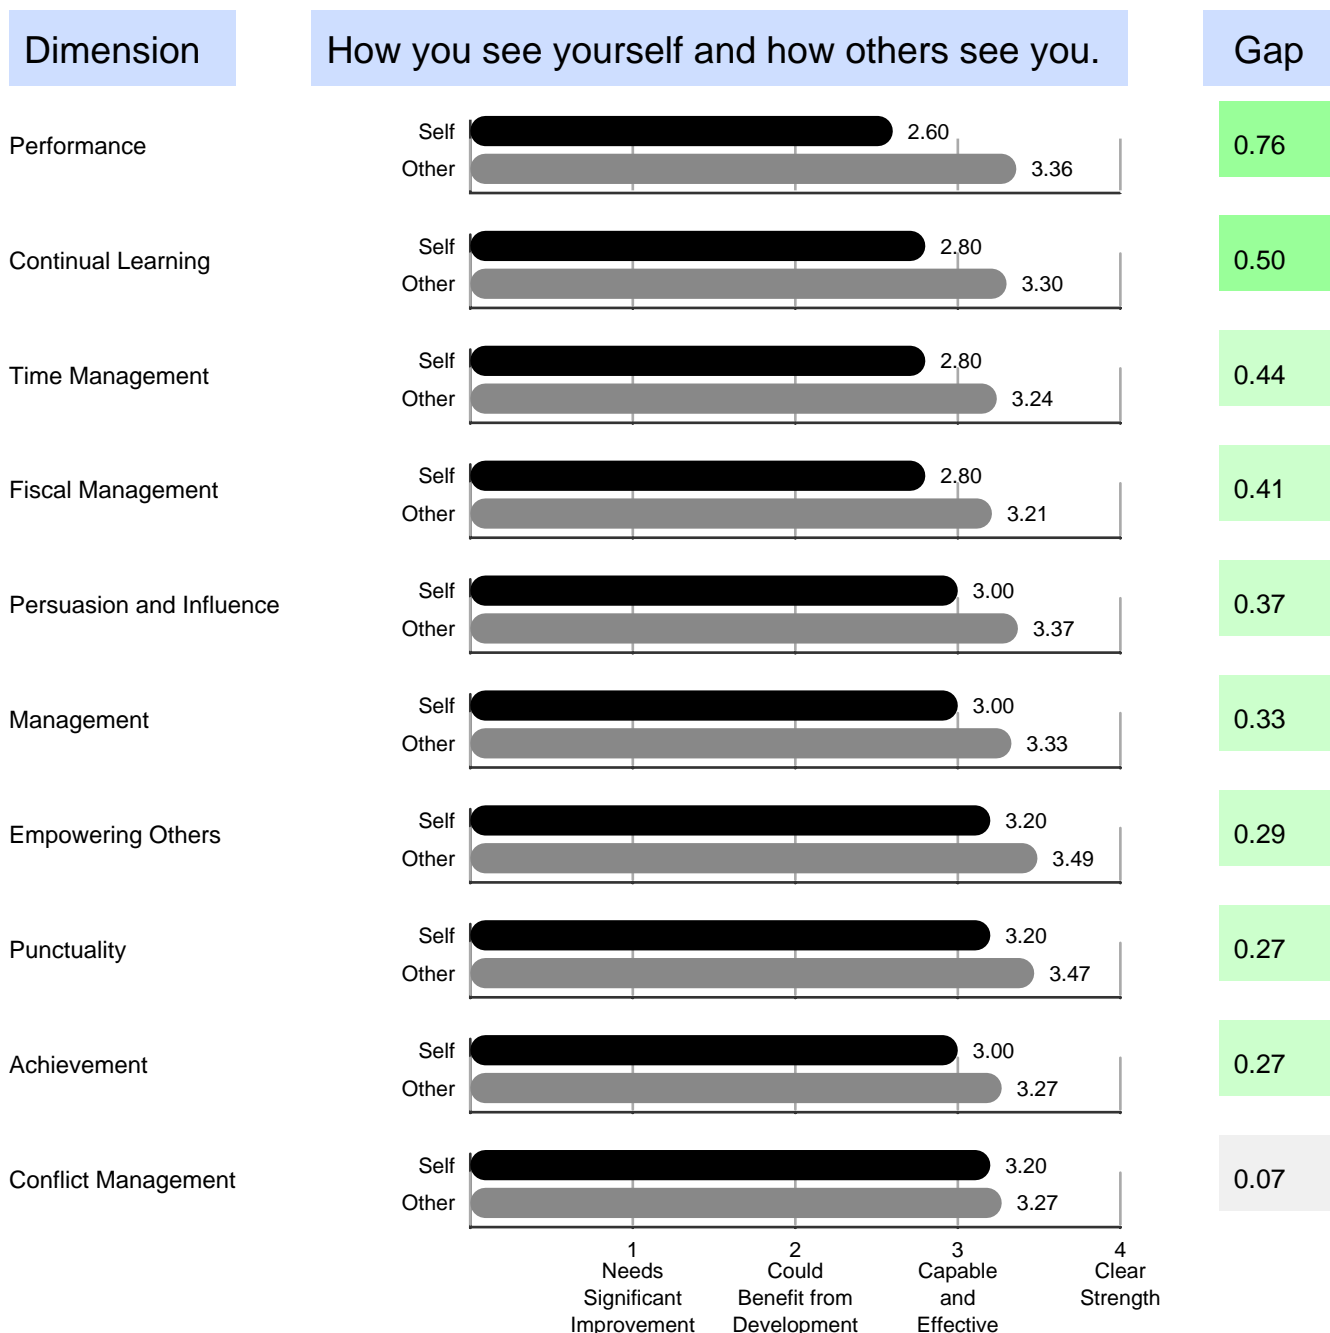 Dimension
How you see yourself and how others see you.
Gap
Performance
Self
2.60
Other
3.36
0.76
Continual Learning
Self
2.80
Other
3.30
0.50
Time Management
Self
2.80
Other
3.24
0.44
Fiscal Management
Self
2.80
Other
3.21
0.41
Persuasion and Influence
Self
3.00
Other
3.37
0.37
Management
Self
3.00
Other
3.33
0.33
Empowering Others
Self
3.20
Other
3.49
0.29
Punctuality
Self
3.20
Other
3.47
0.27
Achievement
Self
3.00
Other
3.27
0.27
Conflict Management
Self
3.20
Other
3.27
0.07
1
Needs
Significant
Improvement
2
Could
Benefit from
Development
3
Capable
and
Effective
4
Clear
Strength